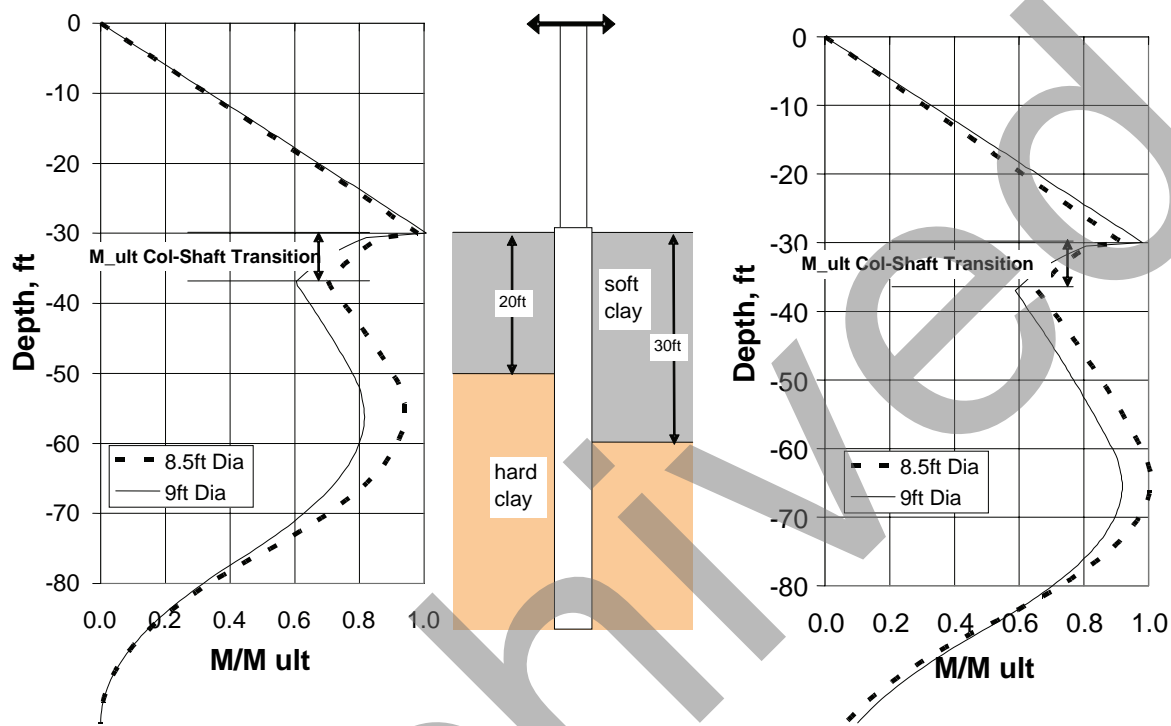 0
-10
-20
-30
-40
-50
-60
-70
-80
Depth, ft
M_ult Col-Shaft Transition
8.5ft Dia
9ft Dia
0.0 0.2 0.4 0.6 0.8 1.0
M/M ult
20ft
soft
clay
30ft
hard
clay
0
-10
-20
-30
-40
-50
-60
-70
-80
Depth, ft
M_ult Col-Shaft Transition
8.5ft Dia
9ft Dia
0.0 0.2 0.4 0.6 0.8 1.0
M/M ult
hived